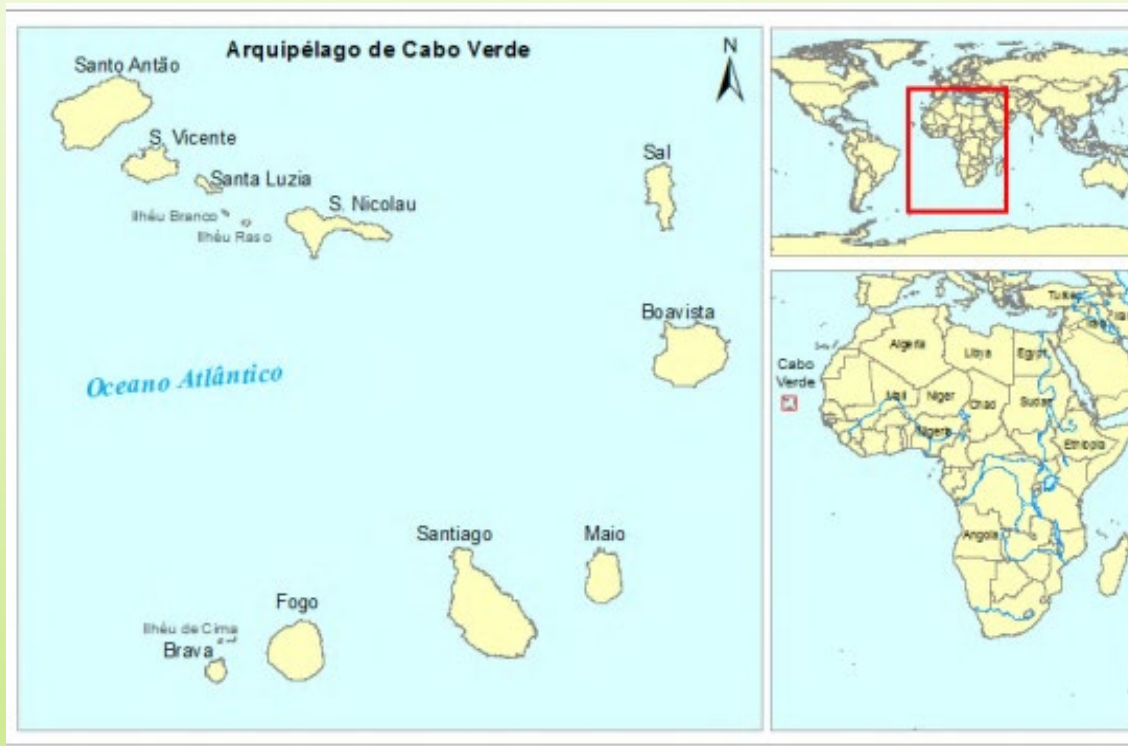 Arquipélago de Cabo Verde
N
Santo Antão
S. Vicente
Santa Luzia
Ilhéu Branco
Ilhéu Raso
S. Nicolau
Sal
Boavista
Oceano Atlântico
Santiago
Maio
Fogo
Ilhéu de Cima
Brava
Cabo
Verde
Algeria
Libya
Egypt
Mali
Niger
Chad
Sudan
Nigeria
Ethiopia
Angola